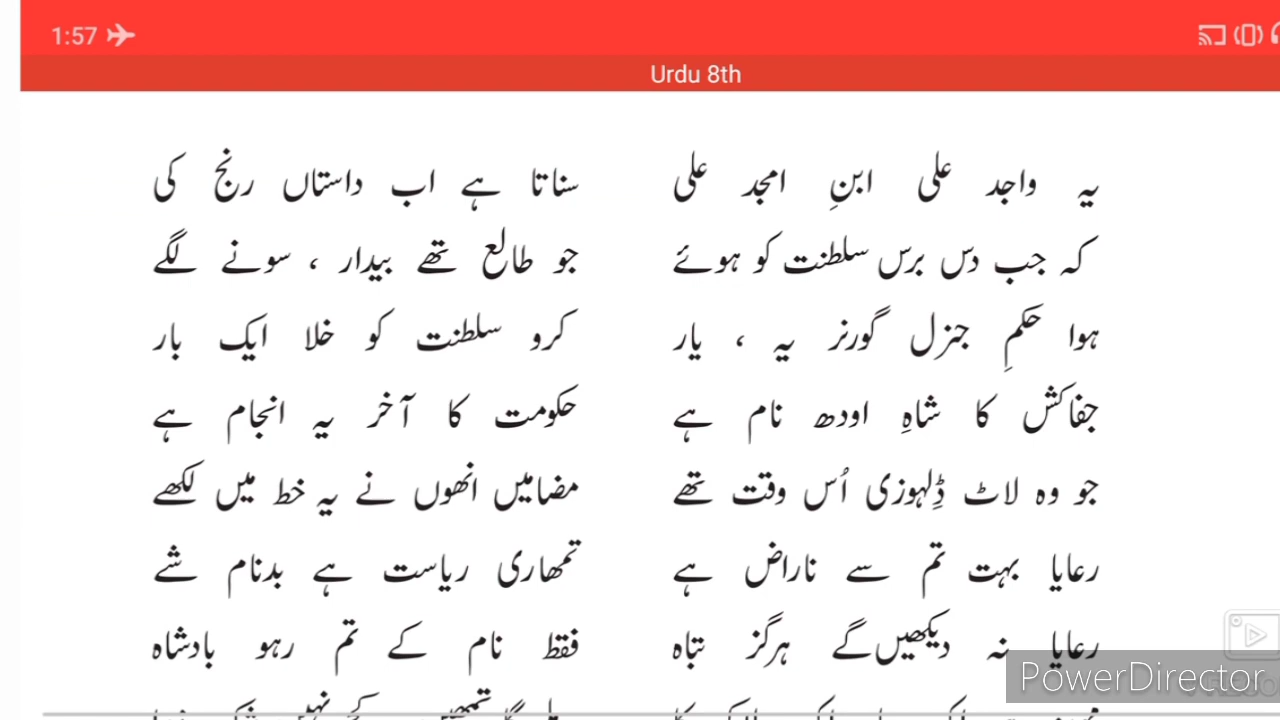 1:57
Urdu 8th
یہ واجد علی ابنِ امجد علی سناتا ہے اب داستاں رنج کی
کہ جب دس برس سلطنت کو ہوئے جو طالع تھے بیدار ، سونے لگے
ہوا حکمِ جنزل گورنر یہ ، یار کرو سلطنت کو خلا ایک بار
جفاکش کا شاہِ اودھ نام ہے حکومت کا آخر یہ انجام ہے
جو وہ لاٹ ڈِلہوزی اُس وقت تھے مضامیں انھوں نے یہ خط میں لکھے
رعایا بہت تم سے ناراض ہے تمھاری ریاست ہے بدنام شے
رعایا نہ دیکھیں گے ہرگز تباہ فقط نام کے تم رہو بادشاہ
PowerDirector